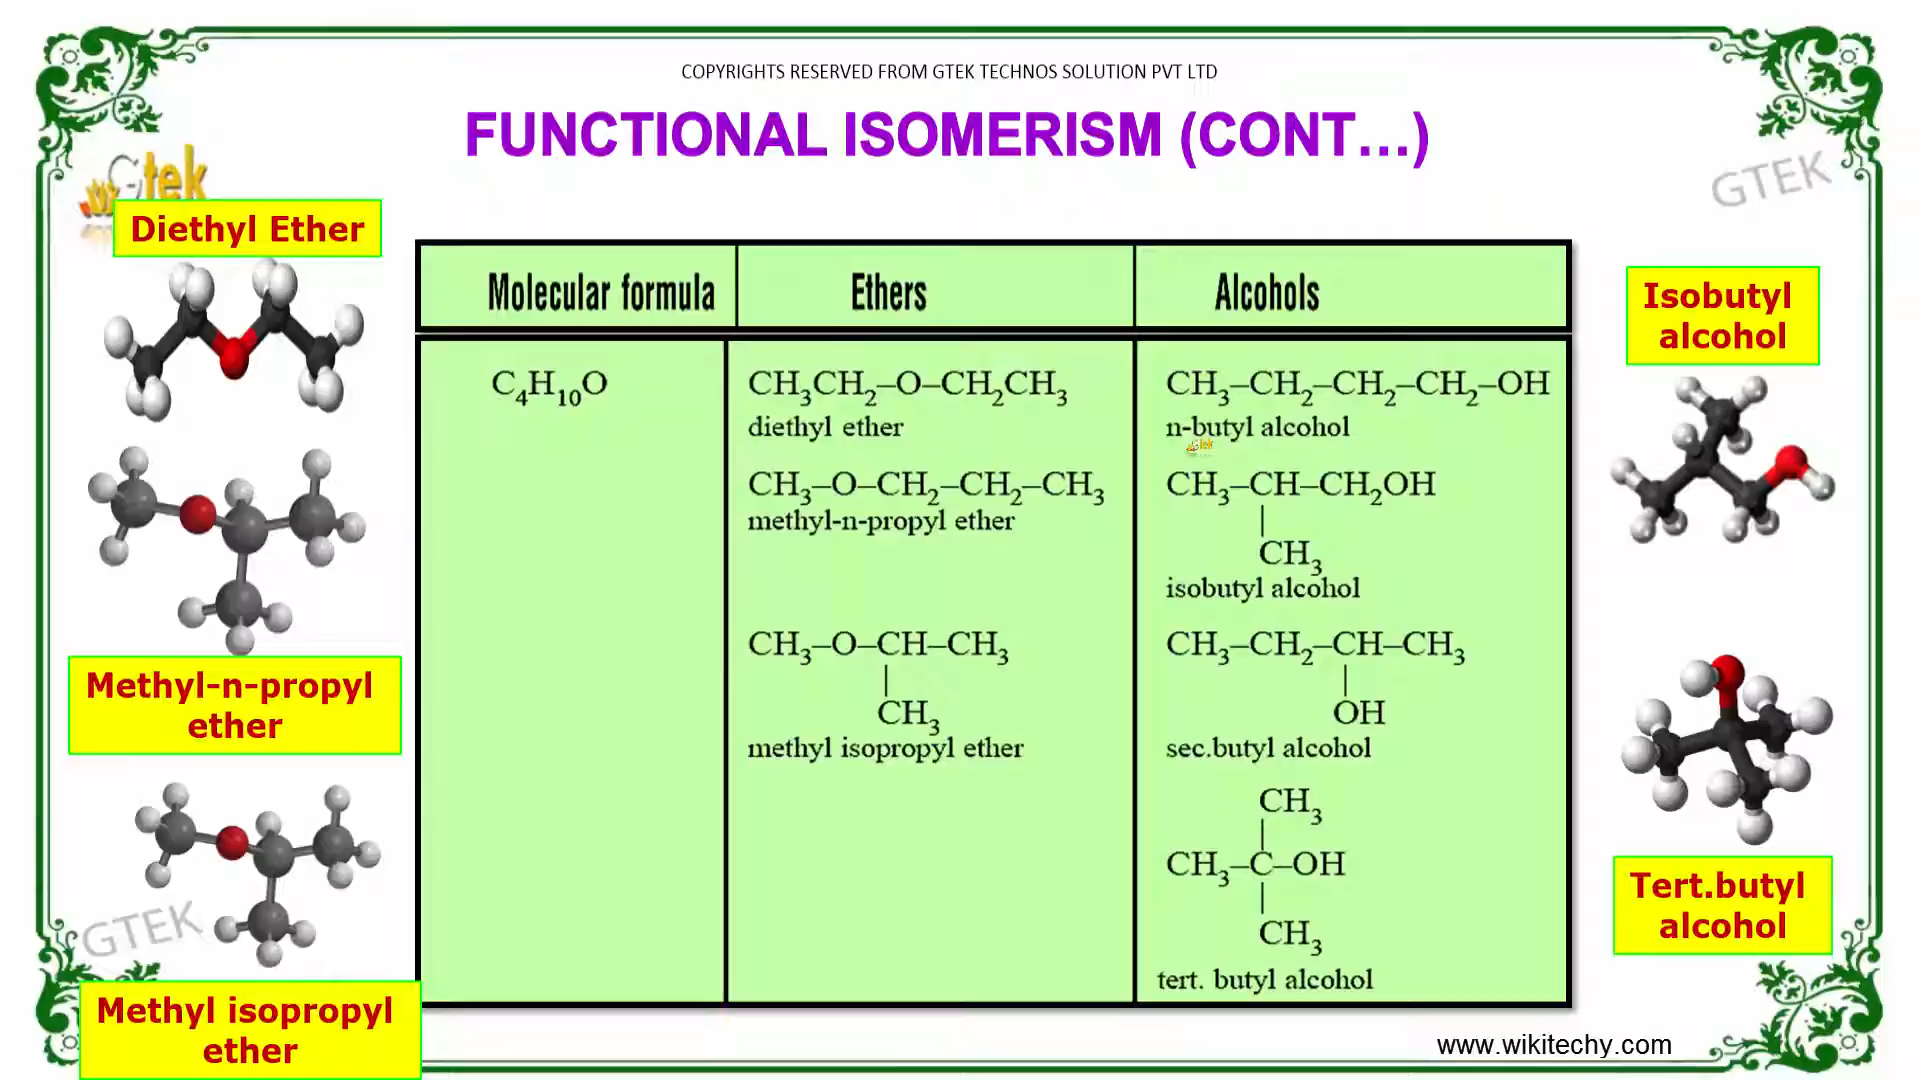 COPYRIGHTS RESERVED FROM GTEK TECHNOS SOLUTION PVT LTD
FUNCTIONAL ISOMERISM (CONT...)
Gtek
GTEK
Diethyl Ether
Methyl-n-propyl
ether
GTEK
Methyl isopropyl
ether
Molecular formula Ethers Alcohols
C₄H₁₀O CH₃CH₂–O–CH₂CH₃ CH₃–CH₂–CH₂–CH₂–OH
diethyl ether n-butyl alcohol
Gtek
CH₃–O–CH₂–CH₂–CH₃ CH₃–CH–CH₂OH
methyl-n-propyl ether
CH₃
isobutyl alcohol
CH₃–O–CH–CH₃ CH₃–CH₂–CH–CH₃
CH₃ OH
methyl isopropyl ether sec.butyl alcohol
CH₃
CH₃–C–OH
CH₃
tert. butyl alcohol
Isobutyl
alcohol
Tert.butyl
alcohol
www.wikitechy.com